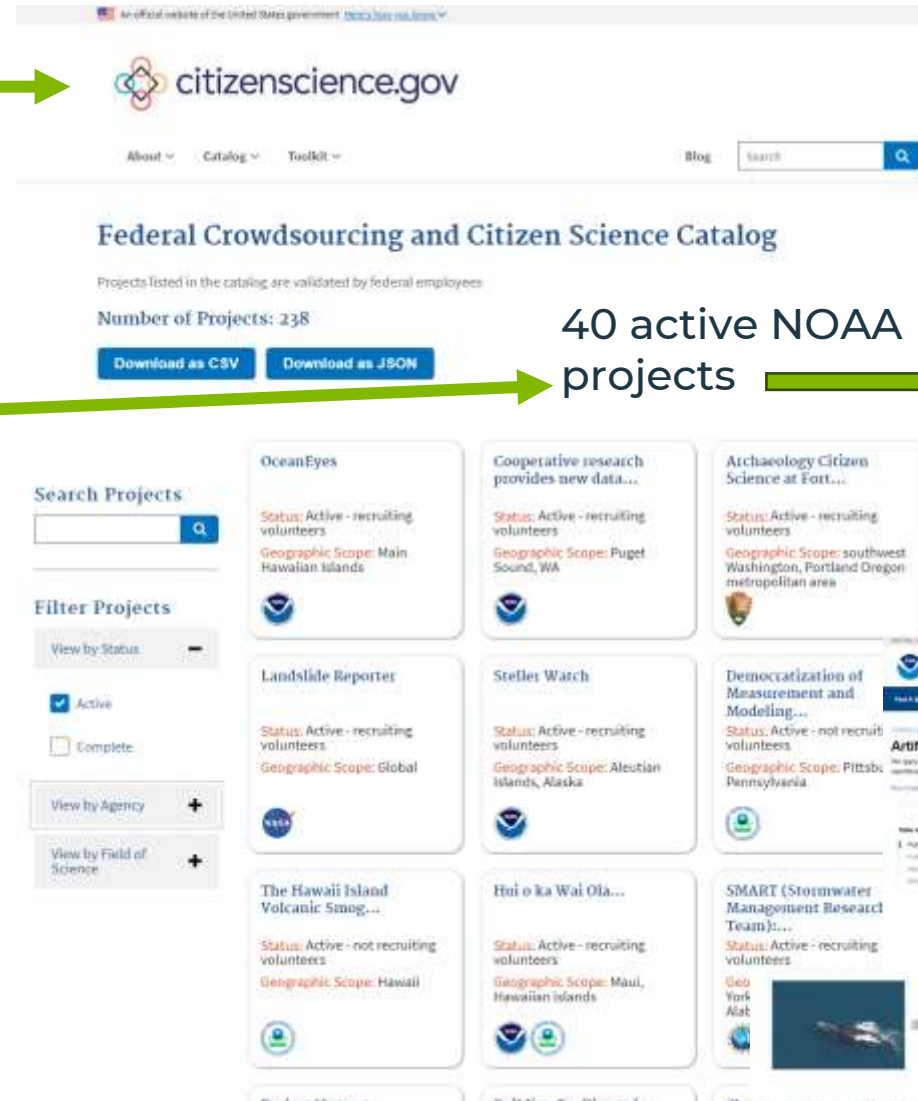 An official website of the United States government Here's how you know
citizenscience.gov
About
Catalog
Toolkit
Blog
Search
Federal Crowdsourcing and Citizen Science Catalog
Projects listed in the catalog are validated by federal employees
Number of Projects: 238
Download as CSV
Download as JSON
40 active NOAA
projects
Search Projects
Filter Projects
View by Status
Active
Complete
View by Agency
View by Field of
Science
OceanEyes
Status: Active - recruiting
volunteers
Geographic Scope: Main
Hawaiian Islands
Cooperative research
provides new data...
Status: Active - recruiting
volunteers
Geographic Scope: Puget
Sound, WA
Archaeology Citizen
Science at Fort...
Status: Active - recruiting
volunteers
Geographic Scope: southwest
Washington, Portland Oregon
metropolitan area
Landslide Reporter
Status: Active - recruiting
volunteers
Geographic Scope: Global
NASA
Steller Watch
Status: Active - recruiting
volunteers
Geographic Scope: Aleutian
Islands, Alaska
Democratization of
Measurement and
Modeling...
Status: Active - not recruit
volunteers
Geographic Scope: Pittsbu
Pennsylvania
Artif
The Hawaii Island
Volcanic Smog...
Status: Active - not recruiting
volunteers
Geographic Scope: Hawaii
Hui o ka Wai Ola...
Status: Active - recruiting
volunteers
Geographic Scope: Maui,
Hawaiian islands
SMART (Stormwater
Management Research
Team):...
Status: Active - recruiting
volunteers
Geo
York
Alab